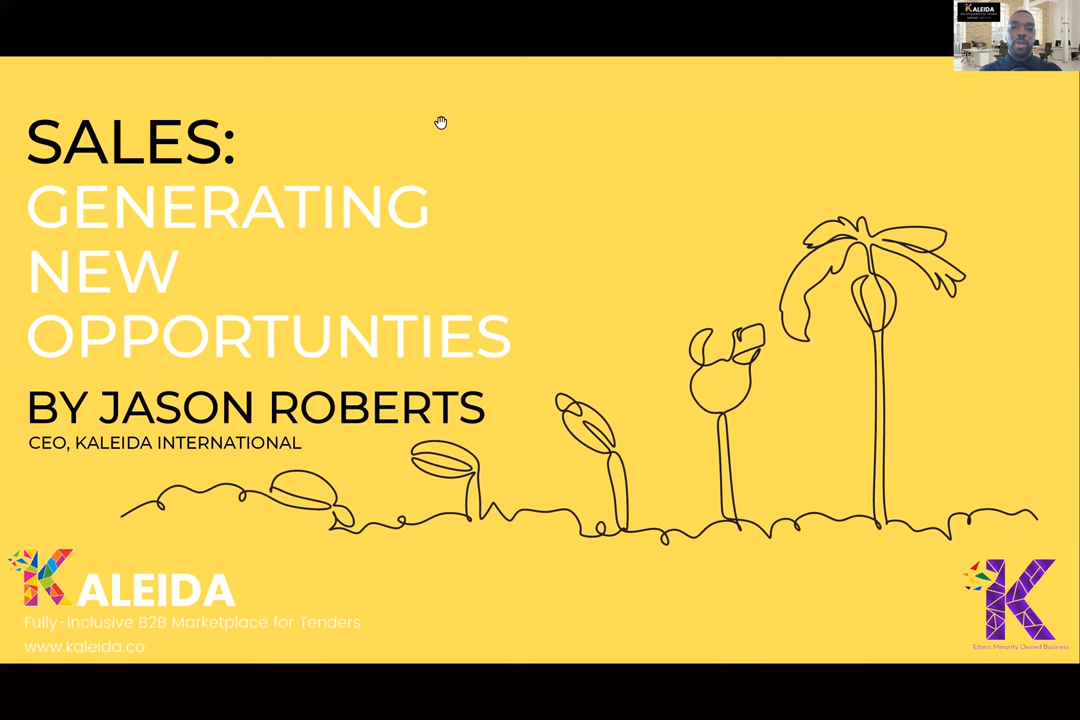 SALES:
GENERATING
NEW
OPPORTUNTIES
BY JASON ROBERTS
CEO, KALEIDA INTERNATIONAL
KALEIDA
Fully-inclusive B2B Marketplace for Tenders
www.kaleida.co
K
Ethnic Minority Owned Business
KALEIDA